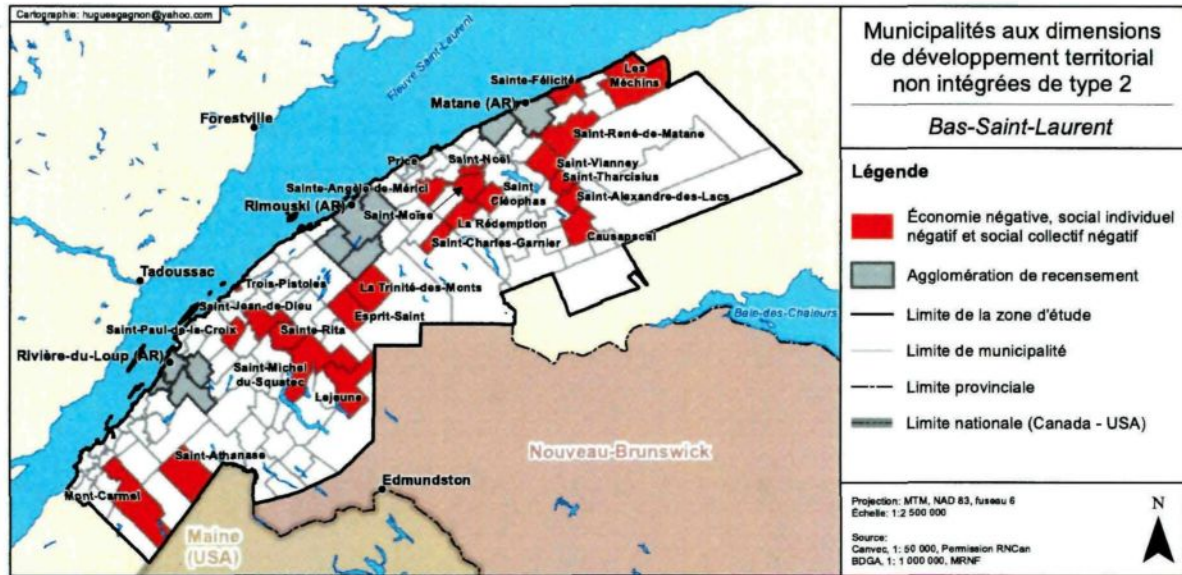 Cartographie: huguesgagnon@yahoo.com
Fleuve Saint-Laurent
Sainte-Félicité
Les
Méchins
Matane (AR)
Forestville
Saint-René-de-Matane
Price
Saint-Noël
Saint-Vianney
Saint-Tharcisius
Sainte-Angèle-de-Mérici
Saint
Cléophas
Saint-Alexandre-des-Lacs
Rimouski (AR)
Saint-Moïse
La Rédemption
Saint-Charles-Garnier
Causapscal
Tadoussac
Trois-Pistoles
La Trinité-des-Monts
Saint-Jean-de-Dieu
Esprit-Saint
Baie-des-Chaleurs
Saint-Paul-de-la-Croix
Sainte-Rita
Rivière-du-Loup (AR)
Saint-Michel
du-Squatec
Lejeune
Saint-Athanase
Nouveau-Brunswick
Mont-Carmel
Edmundston
Maine
(USA)
Municipalités aux dimensions
de développement territorial
non intégrées de type 2
Bas-Saint-Laurent
Légende
Économie négative, social individuel
négatif et social collectif négatif
Agglomération de recensement
Limite de la zone d'étude
Limite de municipalité
Limite provinciale
Limite nationale (Canada - USA)
Projection: MTM, NAD 83, fuseau 6
Échelle: 1:2 500 000
Source:
Canvec, 1: 50 000, Permission RNCan
BDGA, 1: 1 000 000, MRNF
N